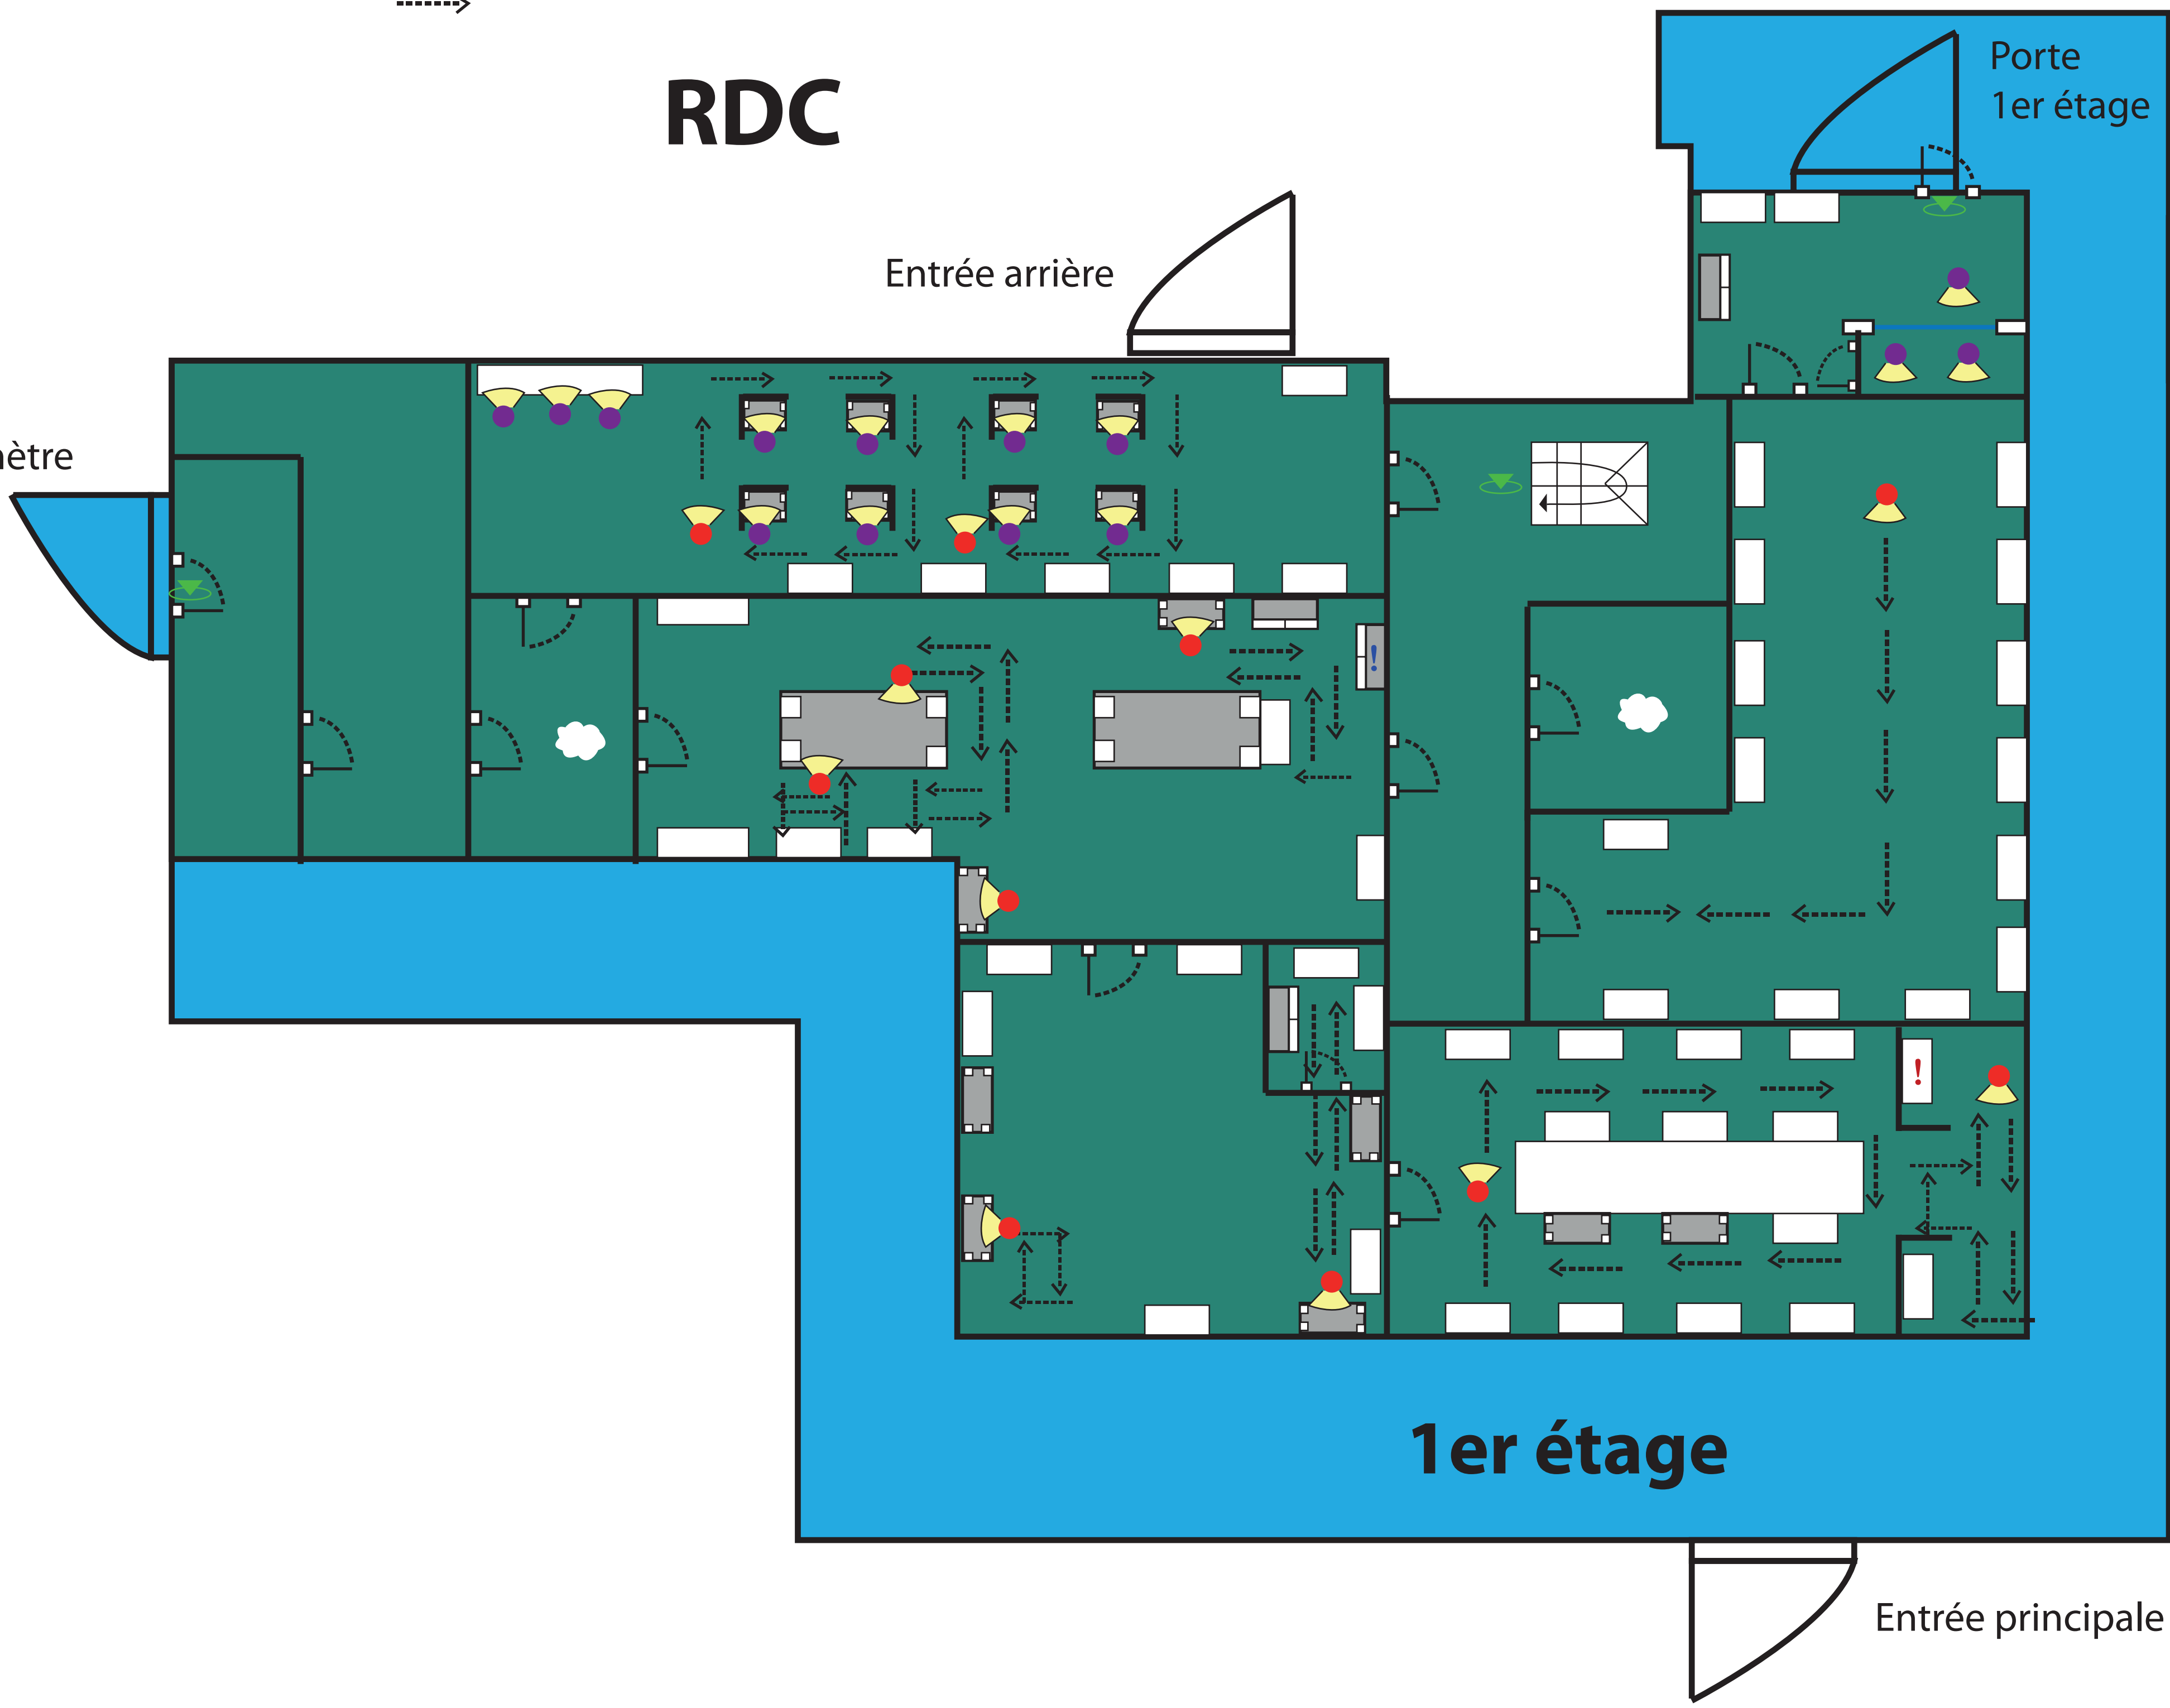 RDC
Porte
1er étage
Entrée arrière
ètre
!
!
1er étage
Entrée principale